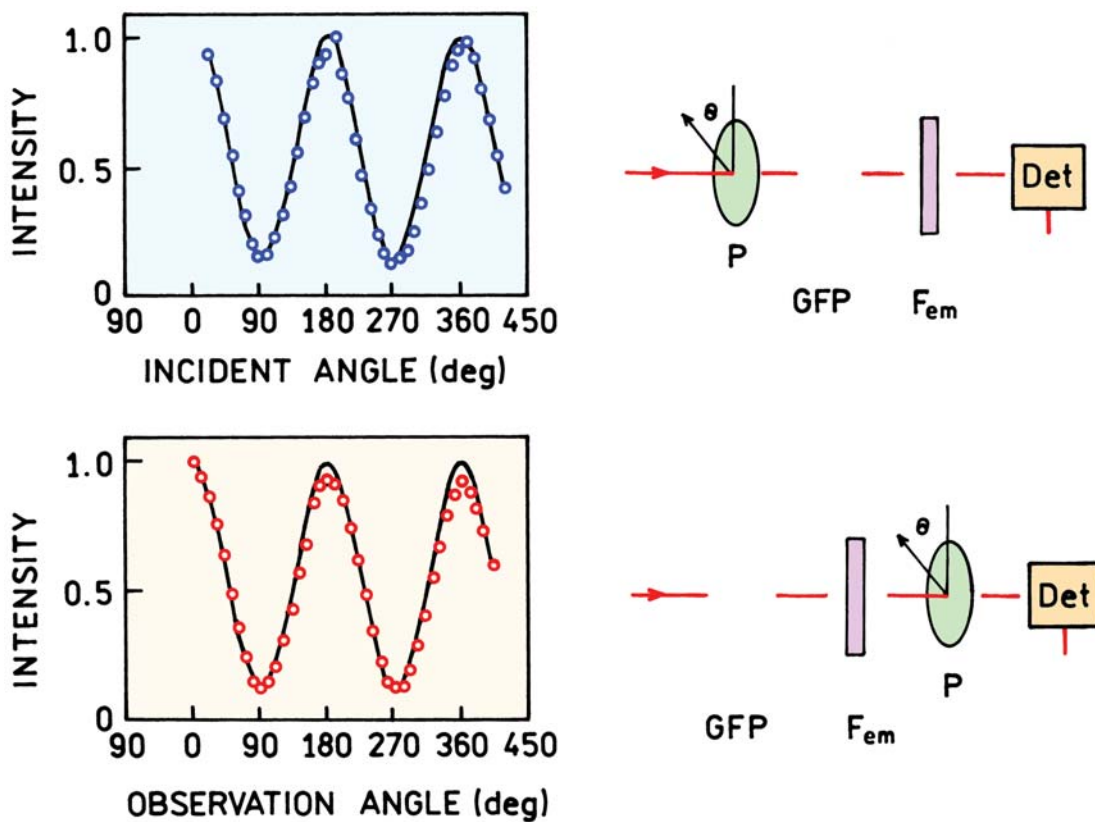 INTENSITY
1.0
0.5
0
90 0 90 180 270 360 450
INCIDENT ANGLE (deg)
θ
P
GFP
Fem
Det
INTENSITY
1.0
0.5
0
90 0 90 180 270 360 450
OBSERVATION ANGLE (deg)
GFP
Fem
θ
P
Det